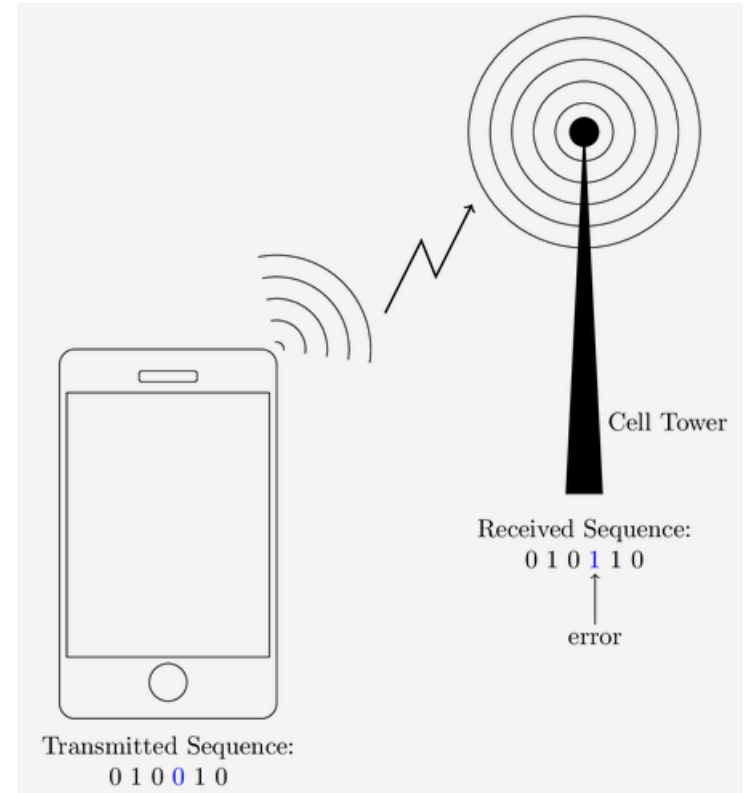 Cell Tower
Received Sequence:
0 1 0 1 1 0
error
Transmitted Sequence:
0 1 0 0 1 0